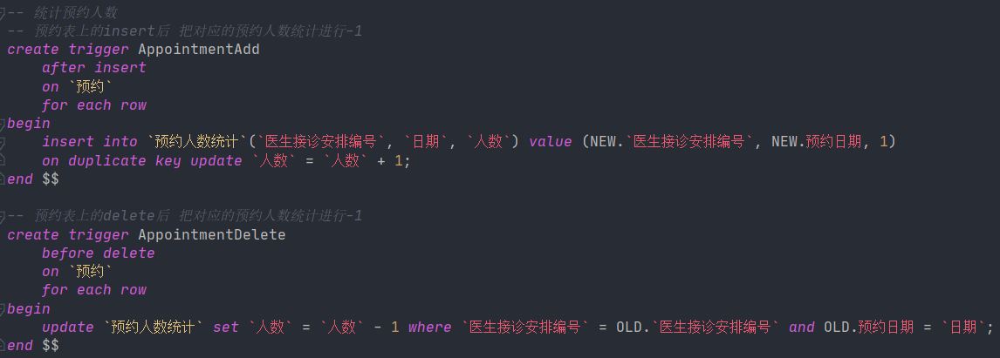 -- 统计预约人数
-- 预约表上的insert后 把对应的预约人数统计进行-1
create trigger AppointmentAdd
    after insert
    on `预约`
    for each row
begin
    insert into `预约人数统计`(`医生接诊安排编号`, `日期`, `人数`) value (NEW.`医生接诊安排编号`, NEW.预约日期, 1)
    on duplicate key update `人数` = `人数` + 1;
end $$
-- 预约表上的delete后 把对应的预约人数统计进行-1
create trigger AppointmentDelete
    before delete
    on `预约`
    for each row
begin
    update `预约人数统计` set `人数` = `人数` - 1 where `医生接诊安排编号` = OLD.`医生接诊安排编号` and OLD.预约日期 = `日期`;
end $$